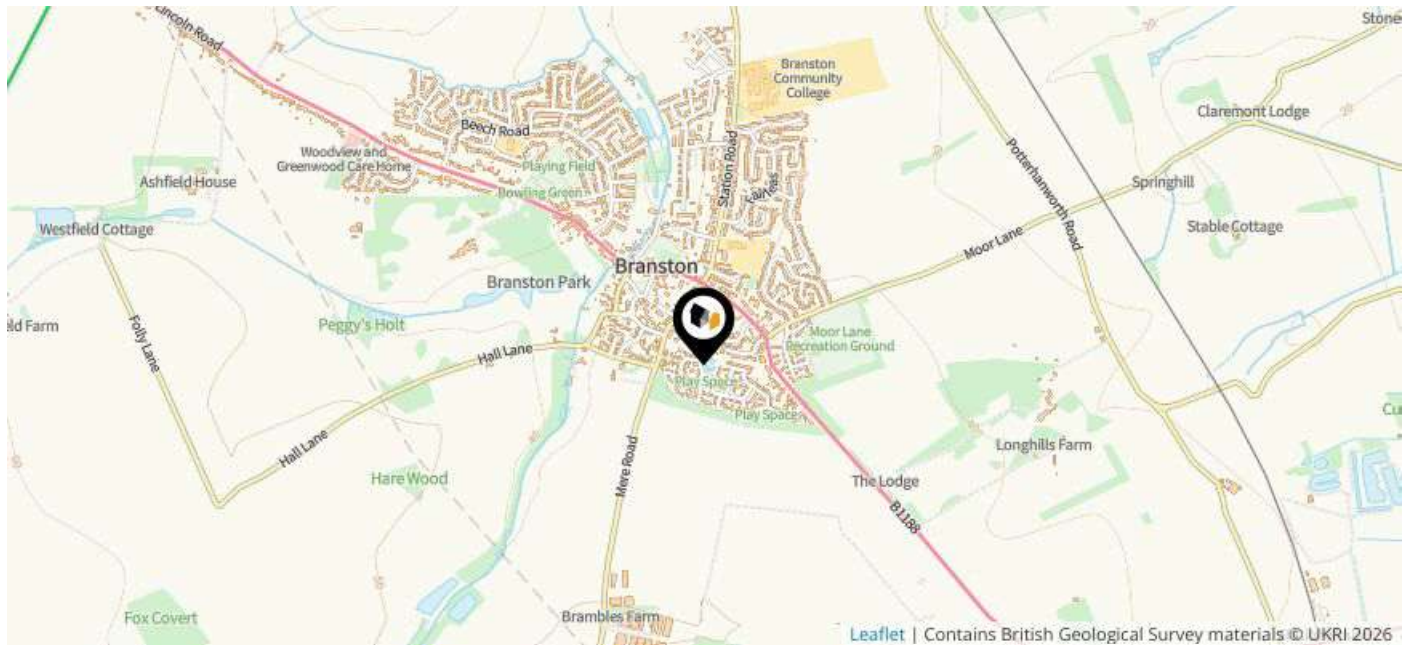 Lincoln Road
Stone
Branston
Community
College
Claremont Lodge
Beech Road
Woodview and
Greenwood Care Home
Playing Field
Station Road
Potterhanworth Road
Ashfield House
Bowling Green
Springhill
Westfield Cottage
Stable Cottage
Moor Lane
Branston
Branston Park
eld Farm
Peggy's Holt
Folly Lane
Moor Lane
Recreation Ground
Hall Lane
Play Space
Play Space
Hall Lane
Longhills Farm
Hare Wood
Mere Road
The Lodge
B1188
Fox Covert
Brambles Farm
Leaflet | Contains British Geological Survey materials © UKRI 2026